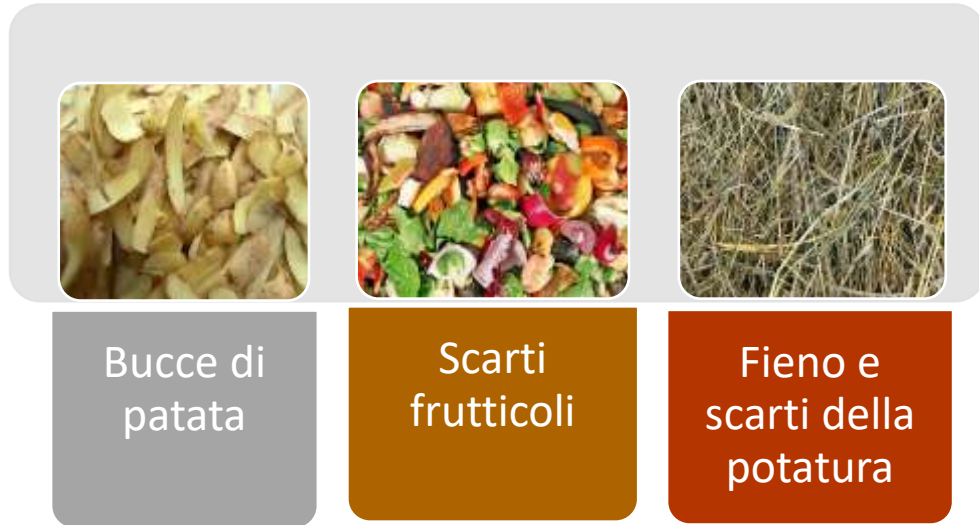 Bucce di
patata
Scarti
frutticoli
Fieno e
scarti della
potatura